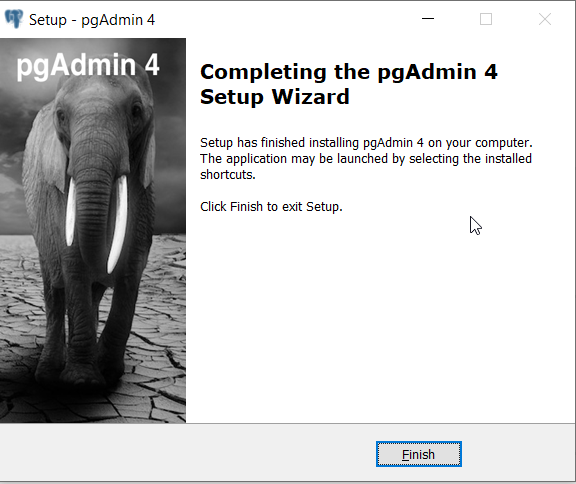 Setup - pgAdmin 4
pgAdmin 4
Completing the pgAdmin 4
Setup Wizard
Setup has finished installing pgAdmin 4 on your computer.
The application may be launched by selecting the installed
shortcuts.
Click Finish to exit Setup.
Finish